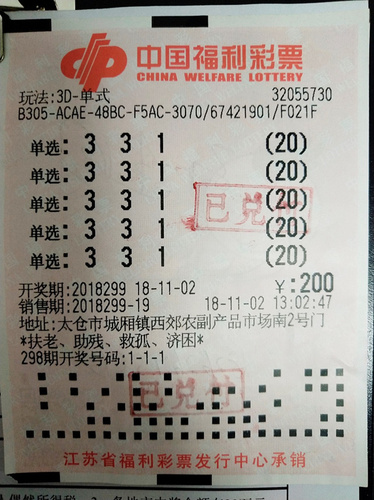 中国福利彩票
CHINA WELFARE LOTTERY
玩法:3D-单式 32055730
B305-ACAE-48BC-F5AC-3070/67421901/F021F
单选: 3 3 1 (20)
单选: 3 3 1 (20)
单选: 3 3 1 (20)
单选: 3 3 1 (20)
单选: 3 3 1 (20)
已兑付
开奖期:2018299 18-11-02 ¥:200
销售期:2018299-19 18-11-02 13:02:47
地址:太仓市城厢镇西郊农副产品市场南2号门
*扶老、助残、救孤、济困*
298期开奖号码:1-1-1
已兑付
江苏省福利彩票发行中心承销